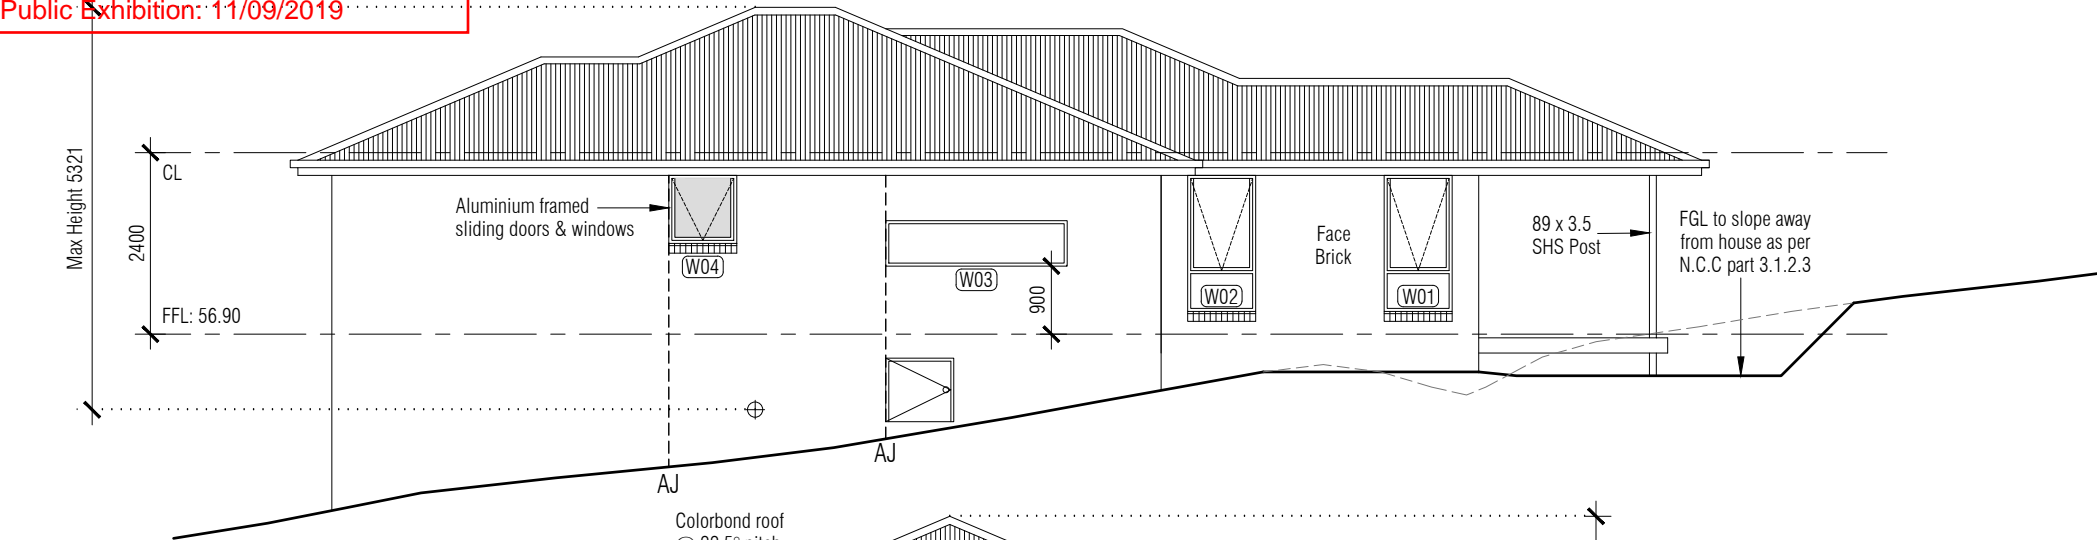 Public Exhibition: 11/09/2019
Max Height 5321
CL
2400
FFL: 56.90
Aluminium framed
sliding doors & windows
W04
W03
900
W02
Face
Brick
W01
89 x 3.5
SHS Post
FGL to slope away
from house as per
N.C.C part 3.1.2.3
AJ
AJ
Colorbond roof